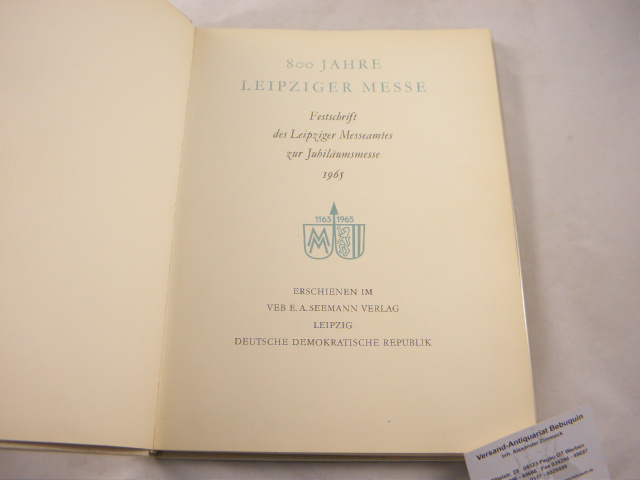 800 JAHRE
LEIPZIGER MESSE
Festschrift
des Leipziger Messeamtes
zur Jubiläumsmesse
1965
1165 1965
MM
ERSCHIENEN IM
VEB E. A. SEEMANN VERLAG
LEIPZIG
DEUTSCHE DEMOKRATISCHE REPUBLIK
Versand-Antiquariat Bebuquin